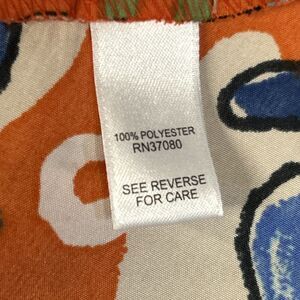 100% POLYESTER
RN37080
SEE REVERSE
FOR CARE